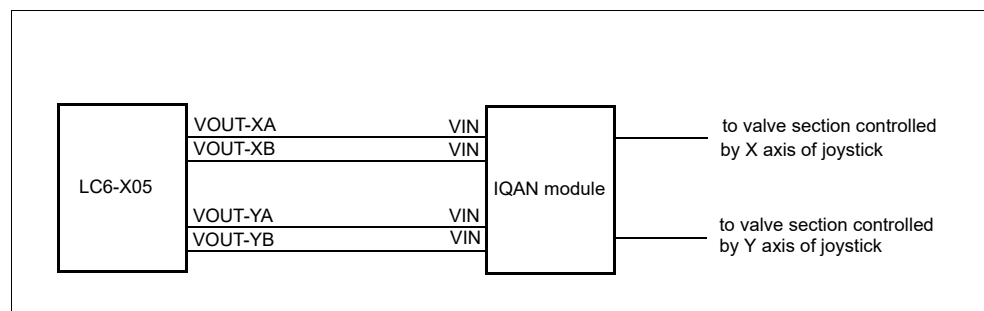 VOUT-XA
VIN
to valve section controlled
VOUT-XB
VIN
by X axis of joystick
LC6-X05
IQAN module
VOUT-YA
VIN
to valve section controlled
VOUT-YB
VIN
by Y axis of joystick